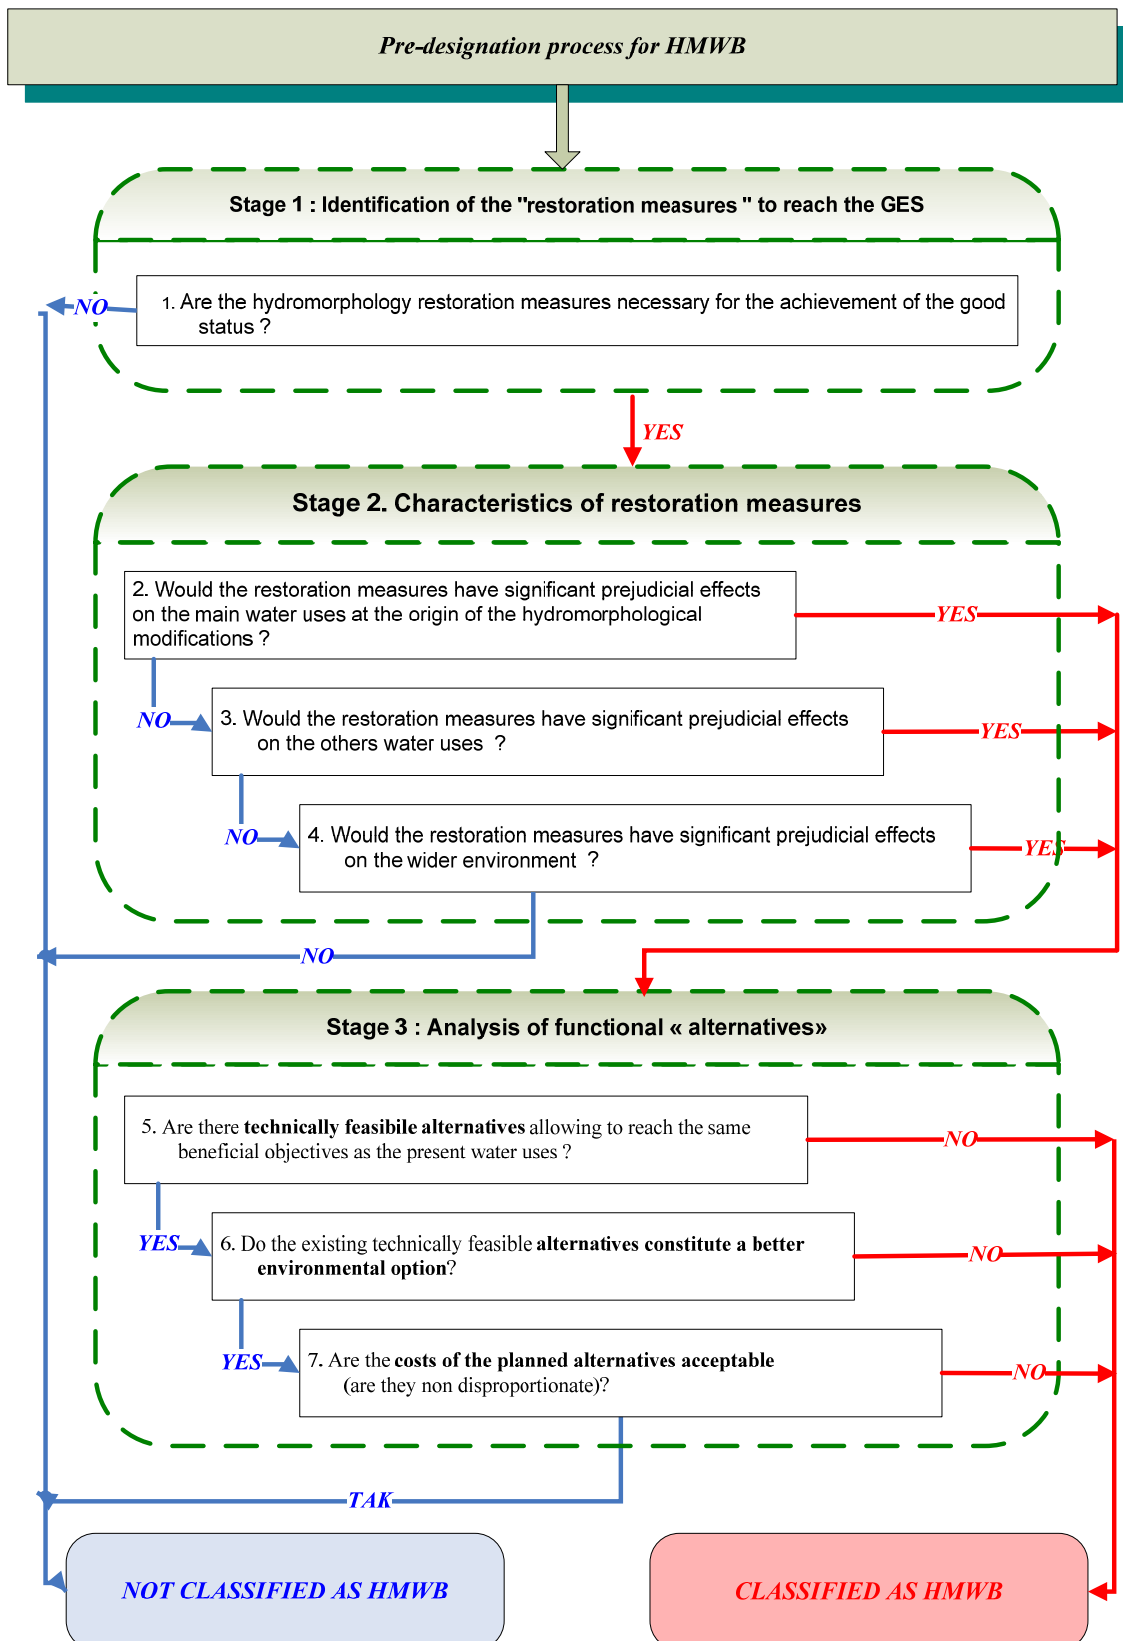 Pre-designation process for HMWB
Stage 1 : Identification of the "restoration measures " to reach the GES
NO
1. Are the hydromorphology restoration measures necessary for the achievement of the good
status ?
YES
Stage 2. Characteristics of restoration measures
2. Would the restoration measures have significant prejudicial effects
on the main water uses at the origin of the hydromorphological
modifications ?
YES
NO
3. Would the restoration measures have significant prejudicial effects
on the others water uses ?
YES
NO
4. Would the restoration measures have significant prejudicial effects
on the wider environment ?
YES
NO
Stage 3 : Analysis of functional « alternatives»
5. Are there technically feasibile alternatives allowing to reach the same
beneficial objectives as the present water uses ?
NO
YES
6. Do the existing technically feasible alternatives constitute a better
environmental option?
NO
YES
7. Are the costs of the planned alternatives acceptable
(are they non disproportionate)?
NO
TAK
NOT CLASSIFIED AS HMWB
CLASSIFIED AS HMWB